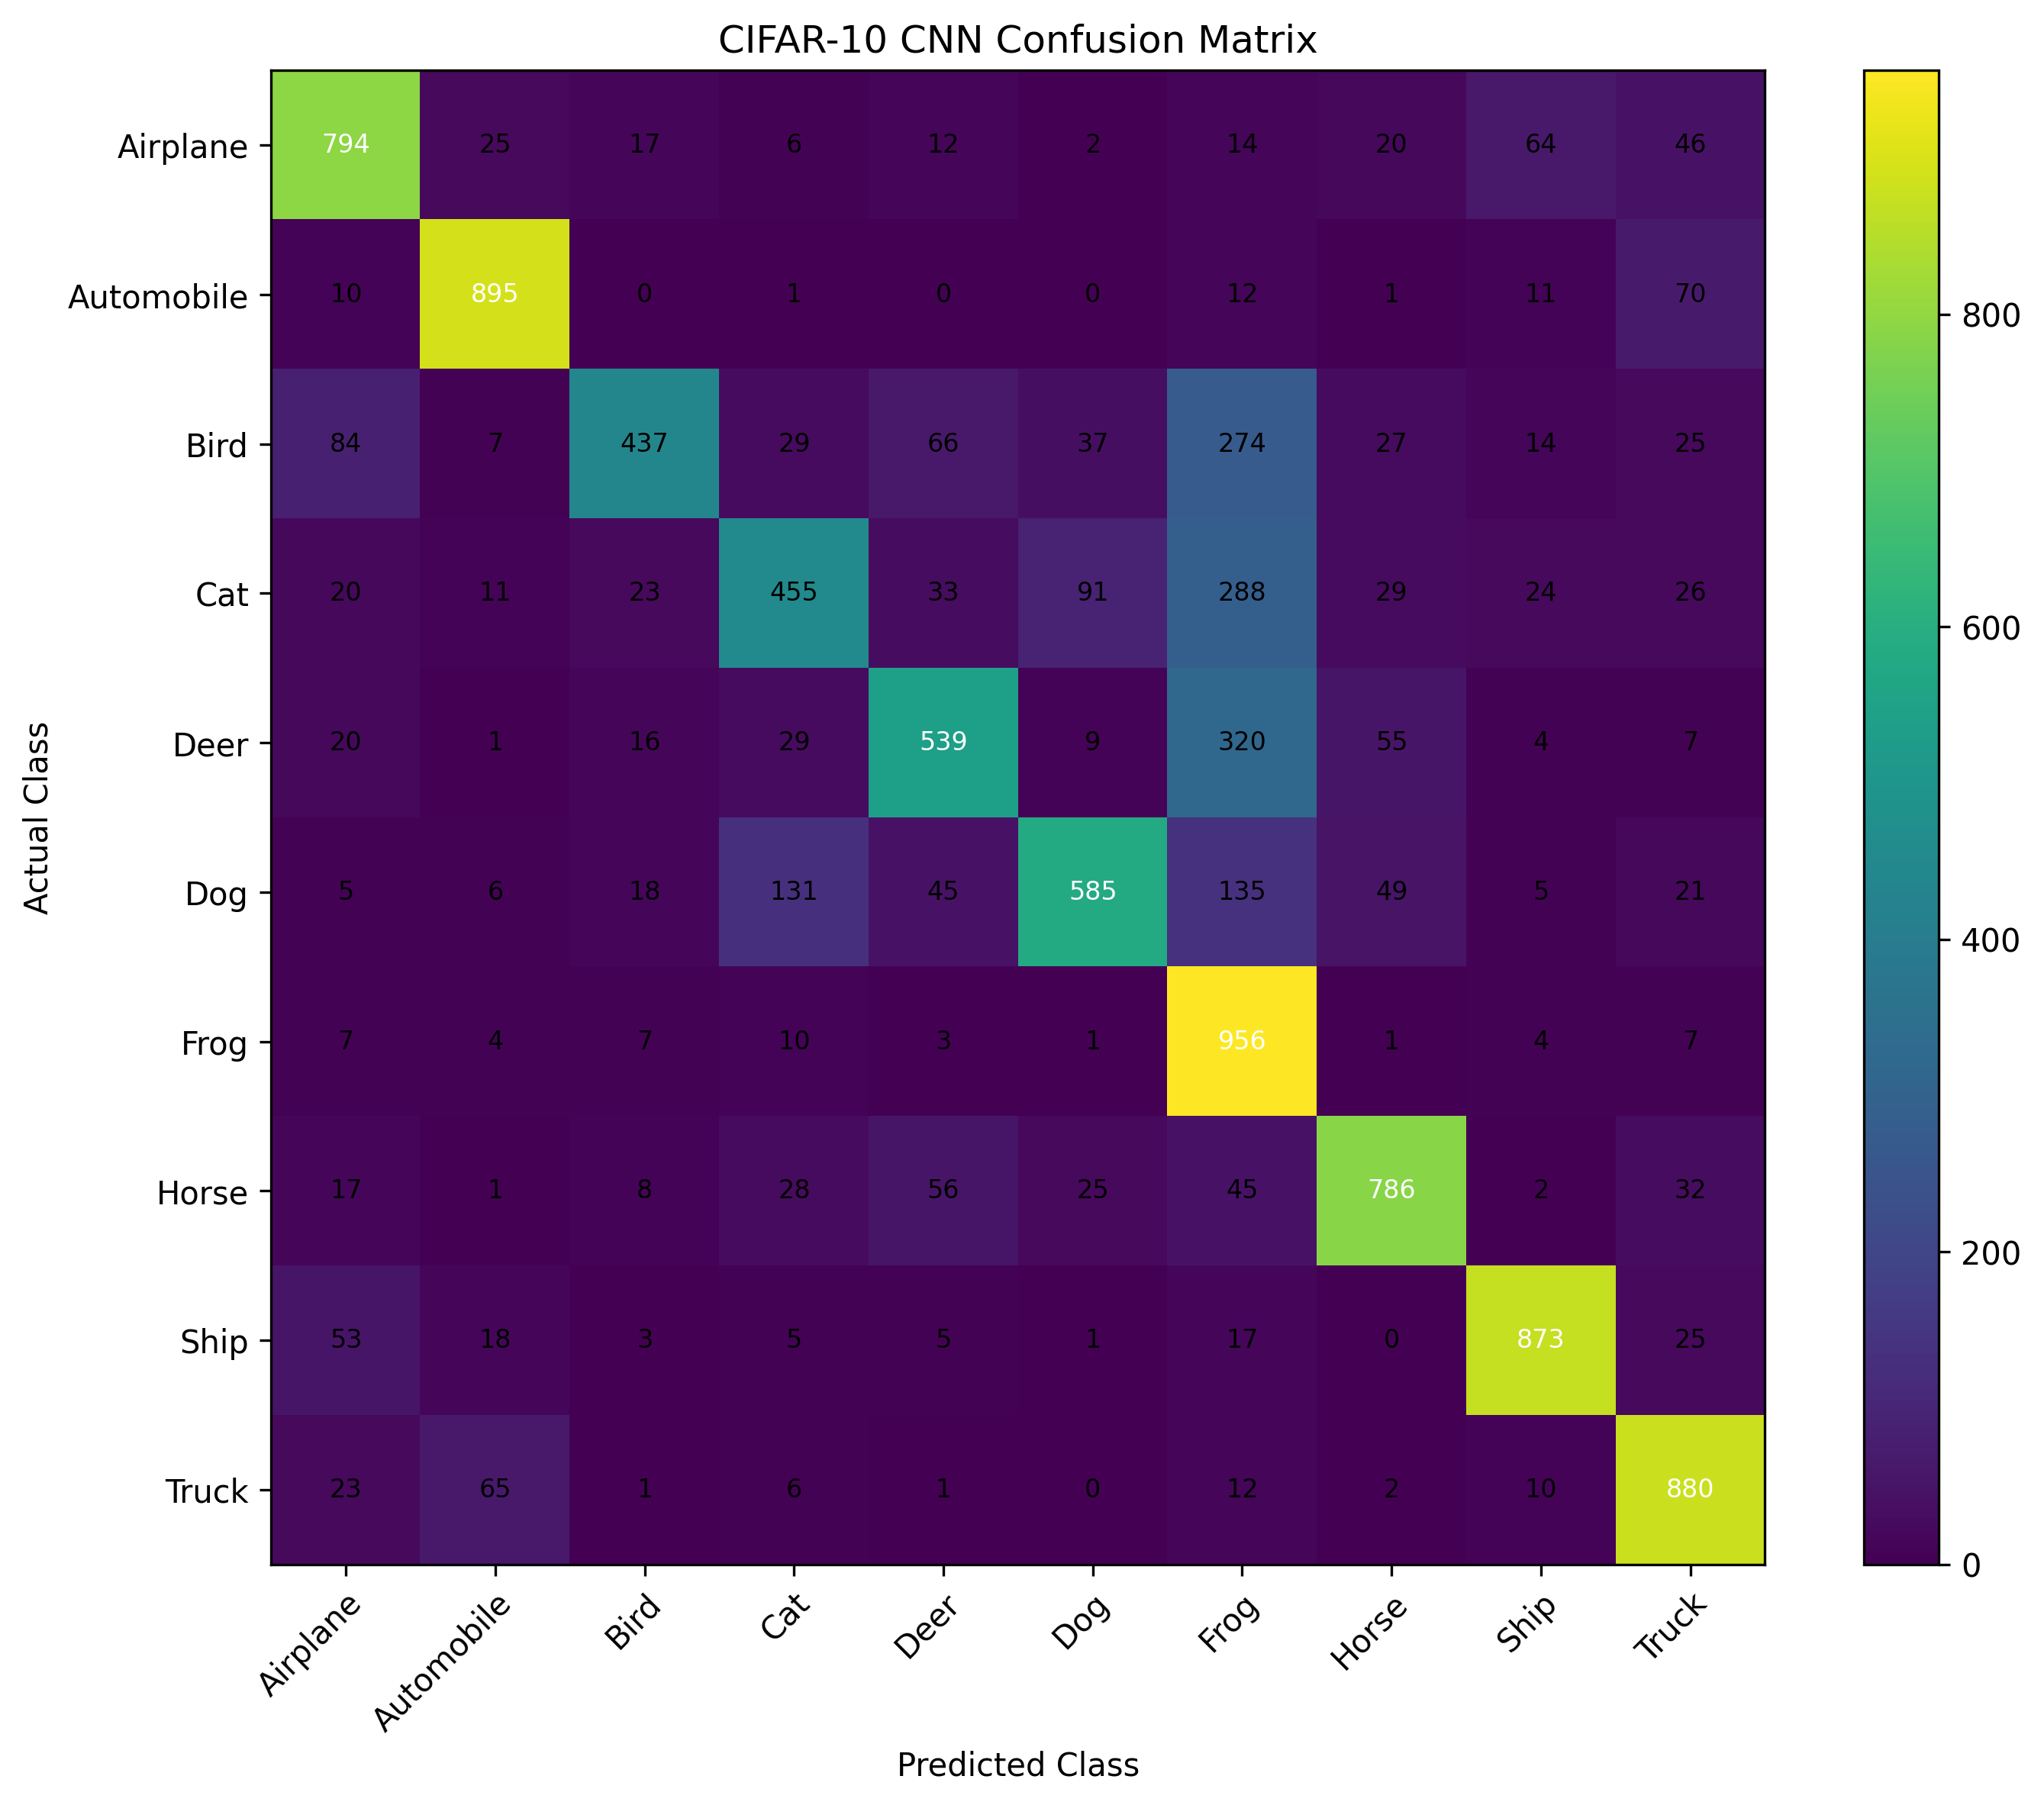 CIFAR-10 CNN Confusion Matrix
Airplane 794 25 17 6 12 2 14 20 64 46
Automobile 10 895 0 1 0 0 12 1 11 70
800
Bird 84 7 437 29 66 37 274 27 14 25
Cat 20 11 23 455 33 91 288 29 24 26
600
Deer 20 1 16 29 539 9 320 55 4 7
Actual Class
Dog 5 6 18 131 45 585 135 49 5 21
400
Frog 7 4 7 10 3 1 956 1 4 7
Horse 17 1 8 28 56 25 45 786 2 32
200
Ship 53 18 3 5 5 1 17 0 873 25
Truck 23 65 1 6 1 0 12 2 10 880
0
Airplane Automobile Bird Cat Deer Dog Frog Horse Ship Truck
Predicted Class